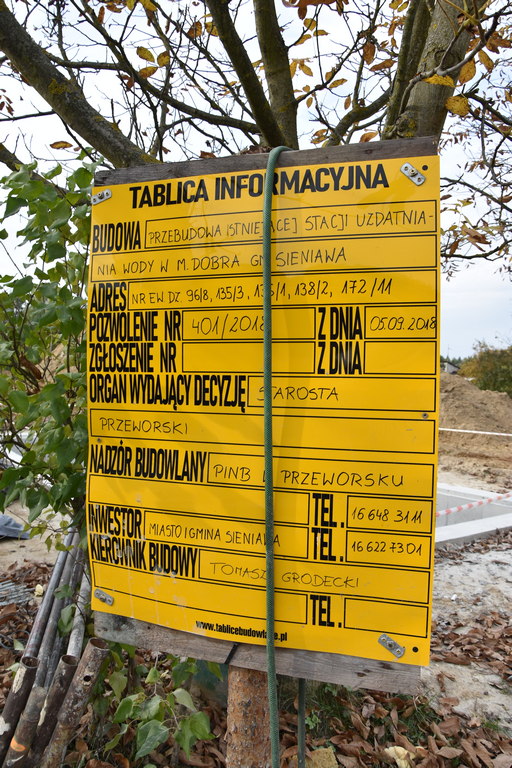 TABLICA INFORMACYJNA
BUDOWA PRZEBUDOWA ISTNIEJĄCEJ STACJI UZDATNIA-
NIA WODY W M. DOBRA GM SIENIAWA
ADRES NR EW DZ. 96/8, 135/3, 136/1, 138/2, 172/11
POZWOLENIE NR 401/2018 Z DNIA 05.09.2018
ZGŁOSZENIE NR Z DNIA
ORGAN WYDAJĄCY DECYZJĘ STAROSTA
PRZEWORSKI
NADZÓR BUDOWLANY PINB W PRZEWORSKU
TEL. 16 648 31 11
INWESTOR MIASTO I GMINA SIENIAWA TEL. 16 622 73 01
KIEROWNIK BUDOWY TOMASZ GRODECKI
TEL.
www.tablicebudowlane.pl